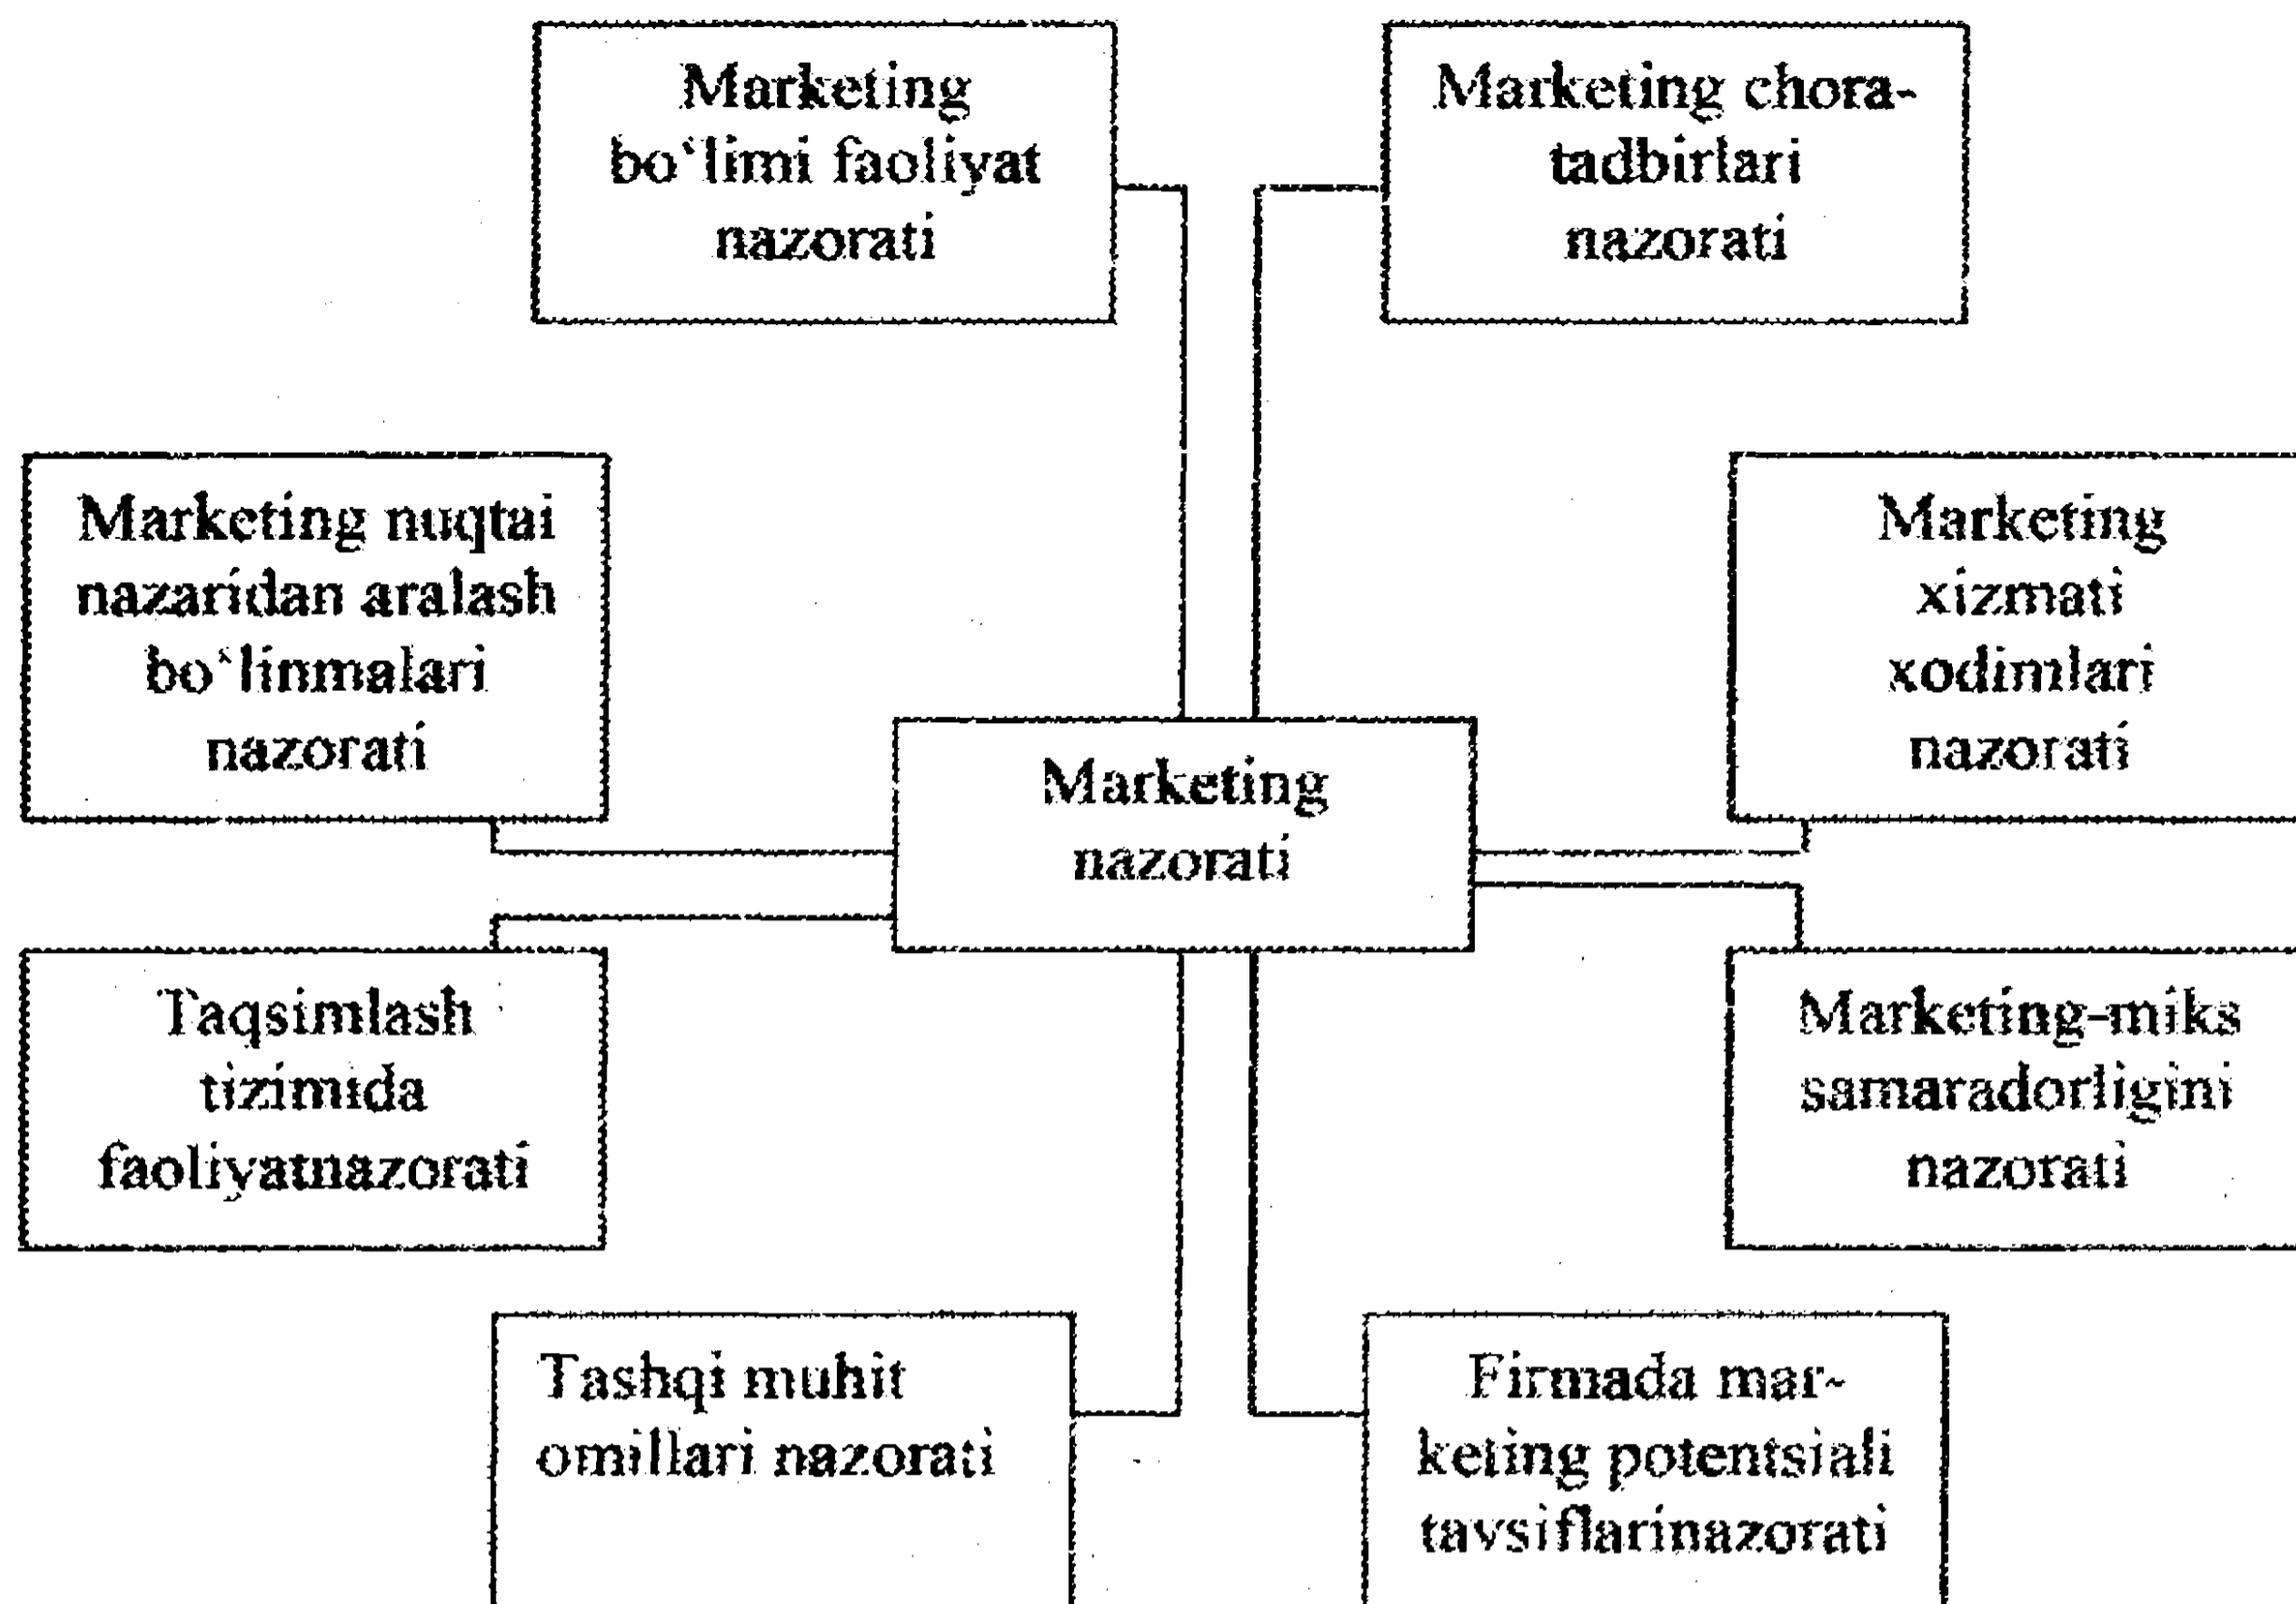 Marketing
bo‘limi faoliyat
nazorati
Marketing chora-
tadbirlari
nazorati
Marketing nuqtai
nazaridan aralash
bo‘linmalari
nazorati
Marketing
xizmati
xodimlari
nazorati
Marketing
nazorati
Taqsimlash
tizimida
faoliyatnazorati
Marketing-miks
samaradorligini
nazorati
Tashqi muhit
omillari nazorati
Firmada mar-
keting potentsiali
tavsiflarinazorati